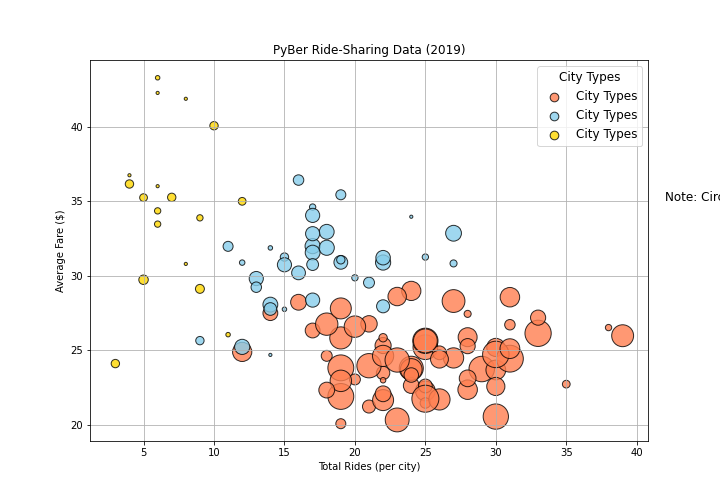 PyBer Ride-Sharing Data (2019)
City Types
City Types
City Types
City Types
40
35
30
25
20
Average Fare ($)
Note:
5 10 15 20 25 30 35 40
Total Rides (per city)